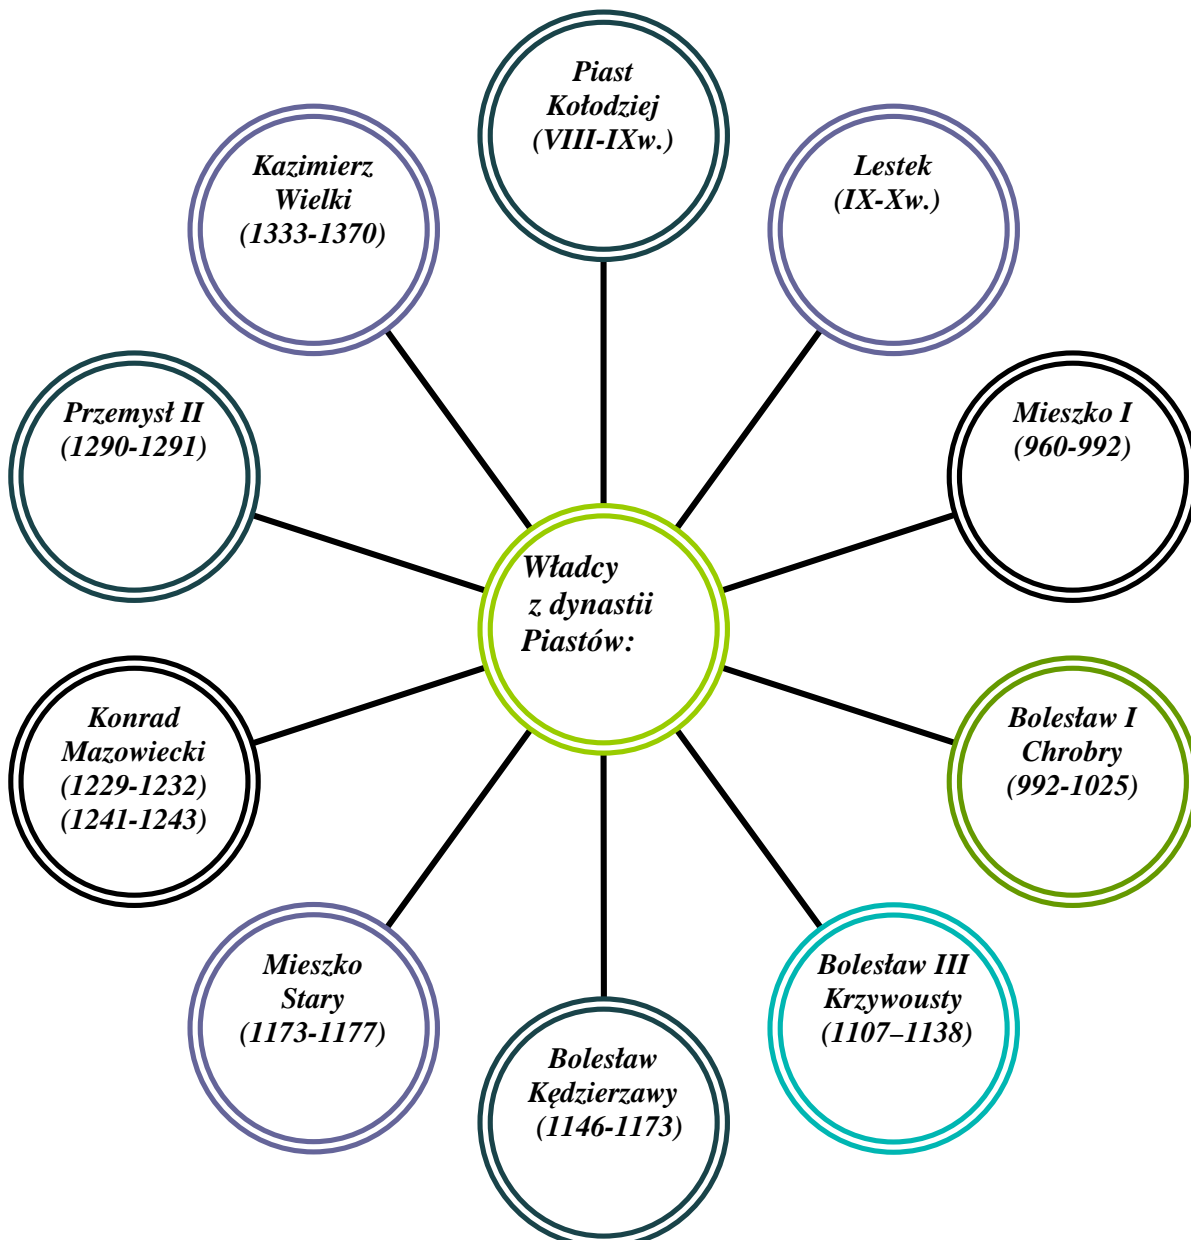 Władcy
z dynastii
Piastów:
Piast
Kołodziej
(VIII-IXw.)
Lestek
(IX-Xw.)
Mieszko I
(960-992)
Bolesław I
Chrobry
(992-1025)
Bolesław III
Krzywousty
(1107–1138)
Bolesław
Kędzierzawy
(1146-1173)
Mieszko
Stary
(1173-1177)
Konrad
Mazowiecki
(1229-1232)
(1241-1243)
Przemysł II
(1290-1291)
Kazimierz
Wielki
(1333-1370)